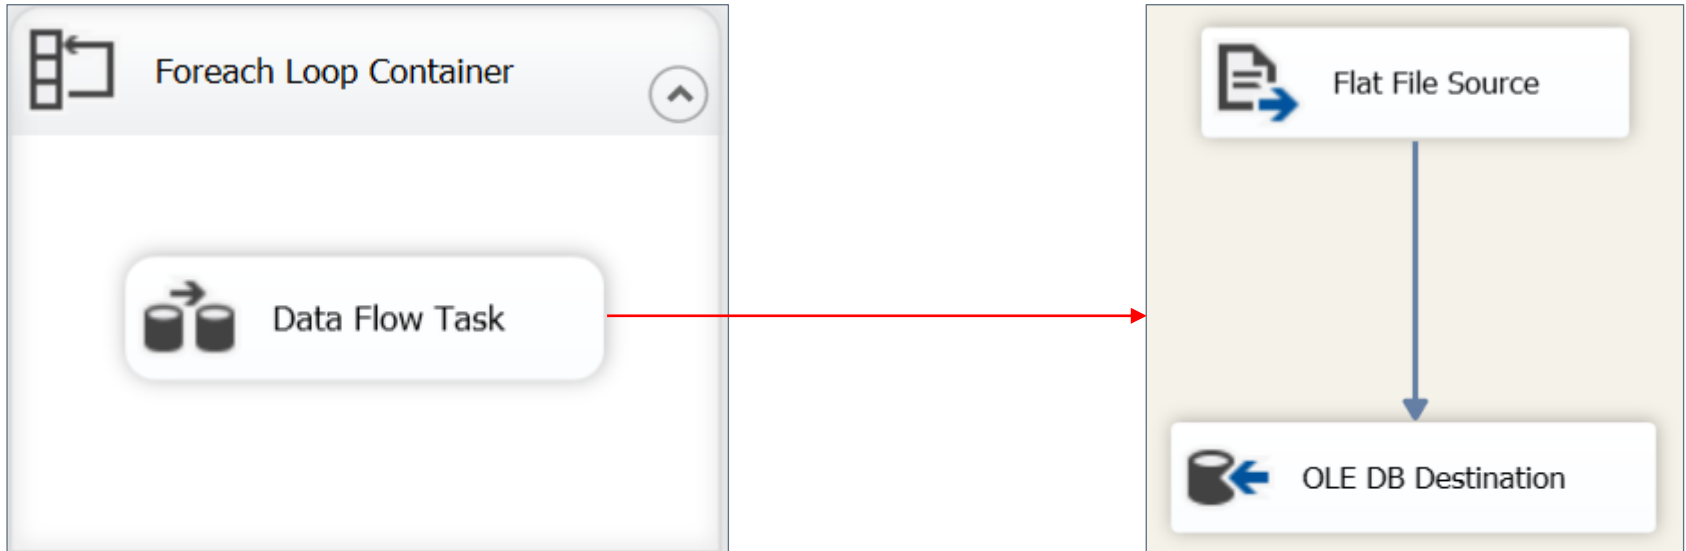 Foreach Loop Container
Data Flow Task
Flat File Source
OLE DB Destination